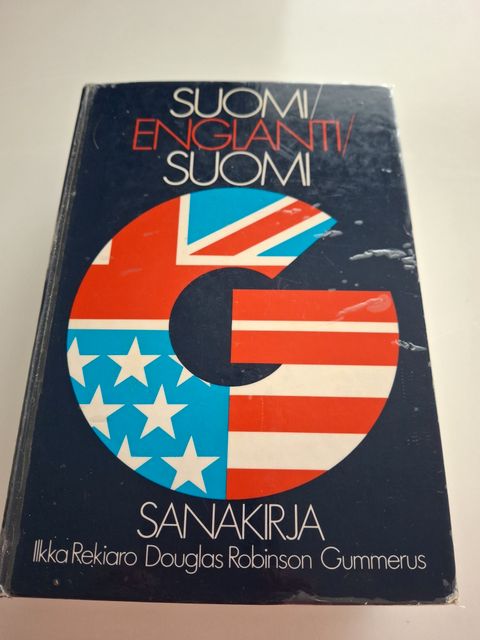 SUOMI/
ENGLANTI/
SUOMI
G
SANAKIRJA
Ilkka Rekiaro Douglas Robinson Gummerus